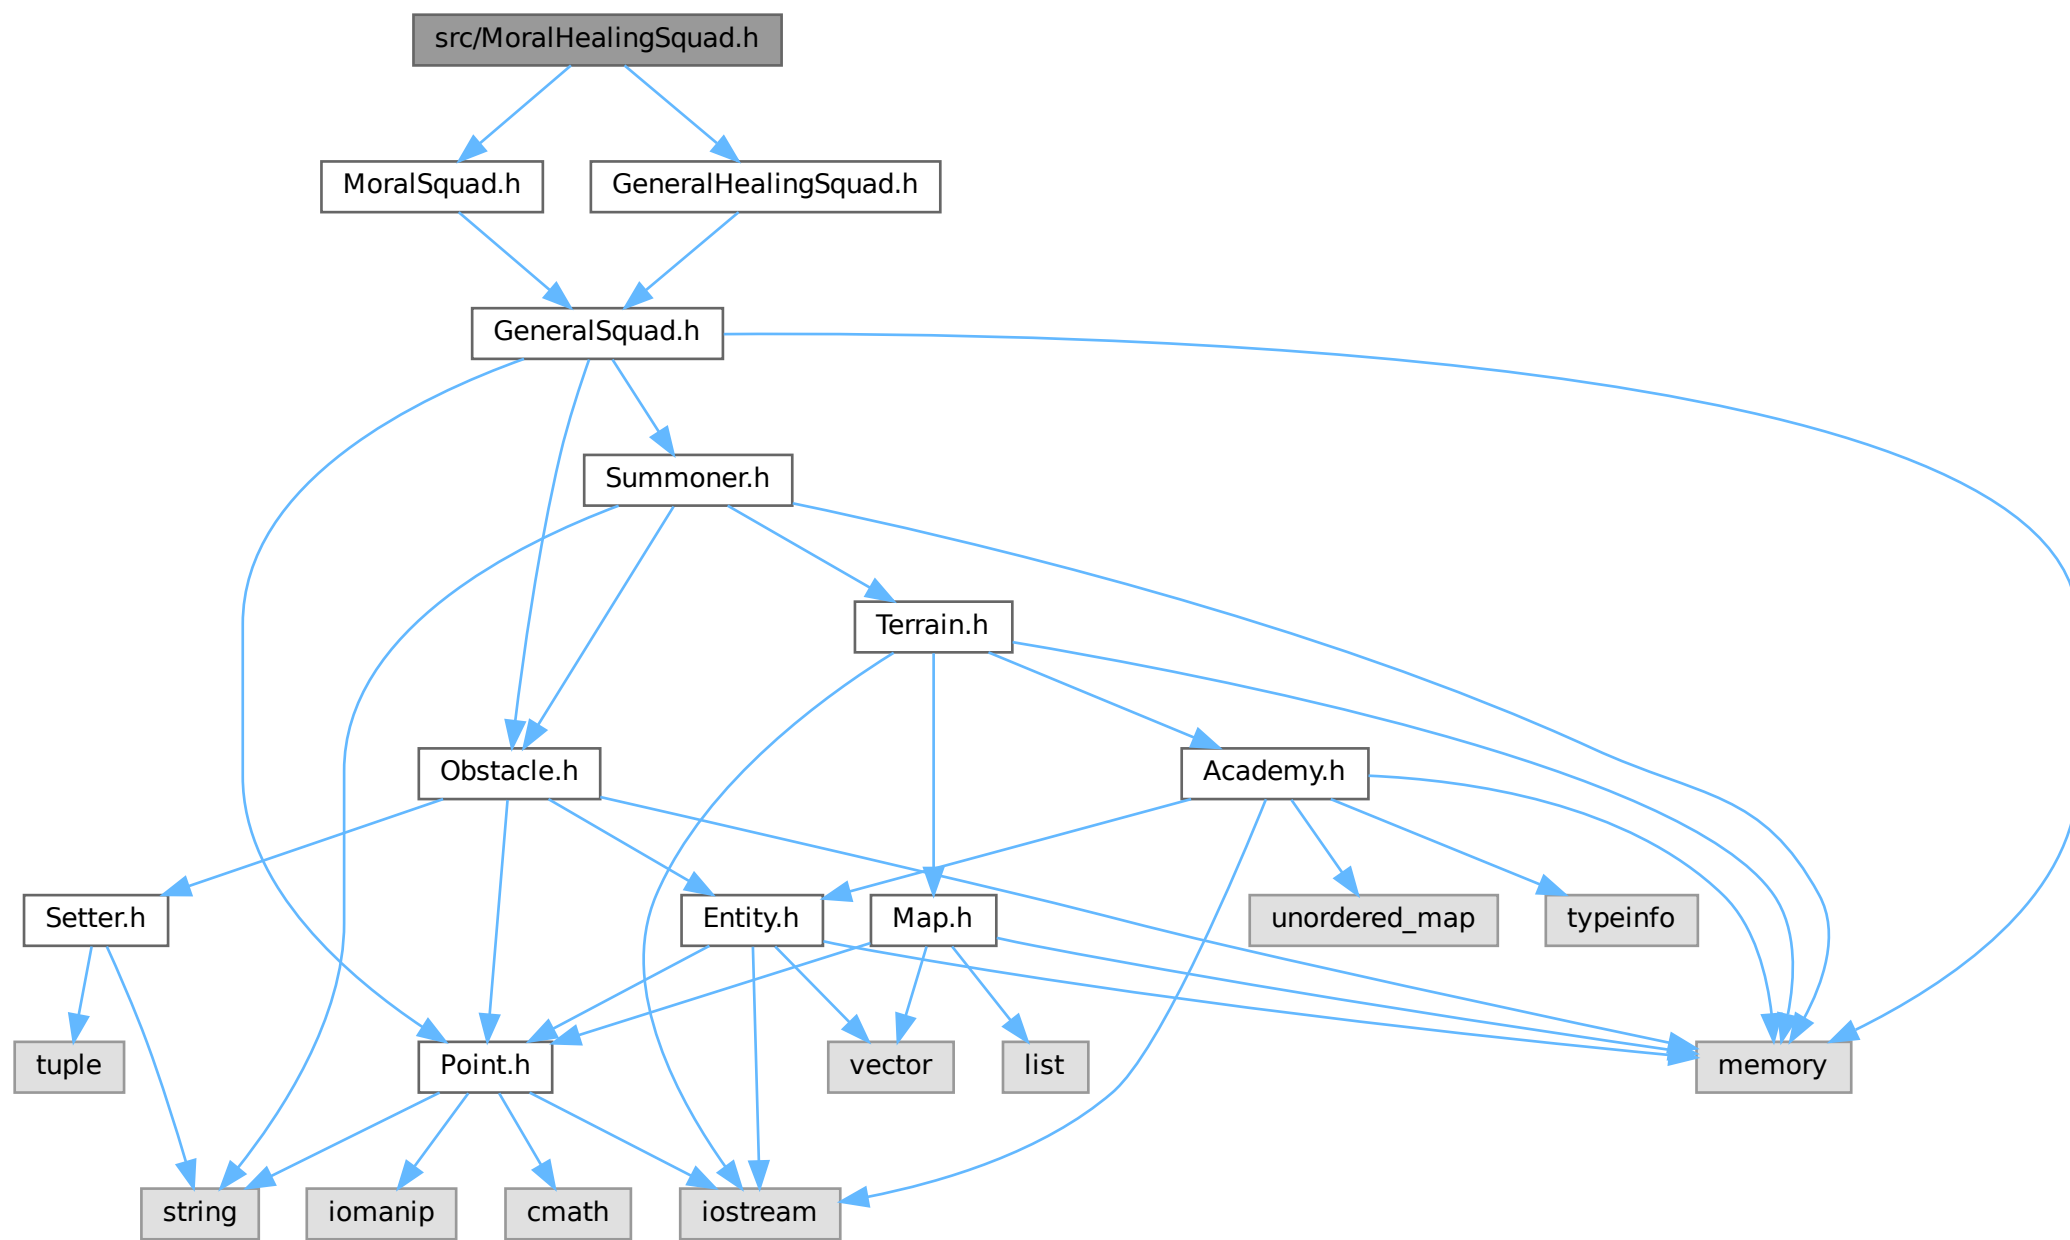 src/MoralHealingSquad.h
MoralSquad.h
GeneralHealingSquad.h
GeneralSquad.h
Summoner.h
Terrain.h
Obstacle.h
Academy.h
Setter.h
Entity.h
Map.h
unordered_map
typeinfo
tuple
Point.h
vector
list
memory
string
iomanip
cmath
iostream